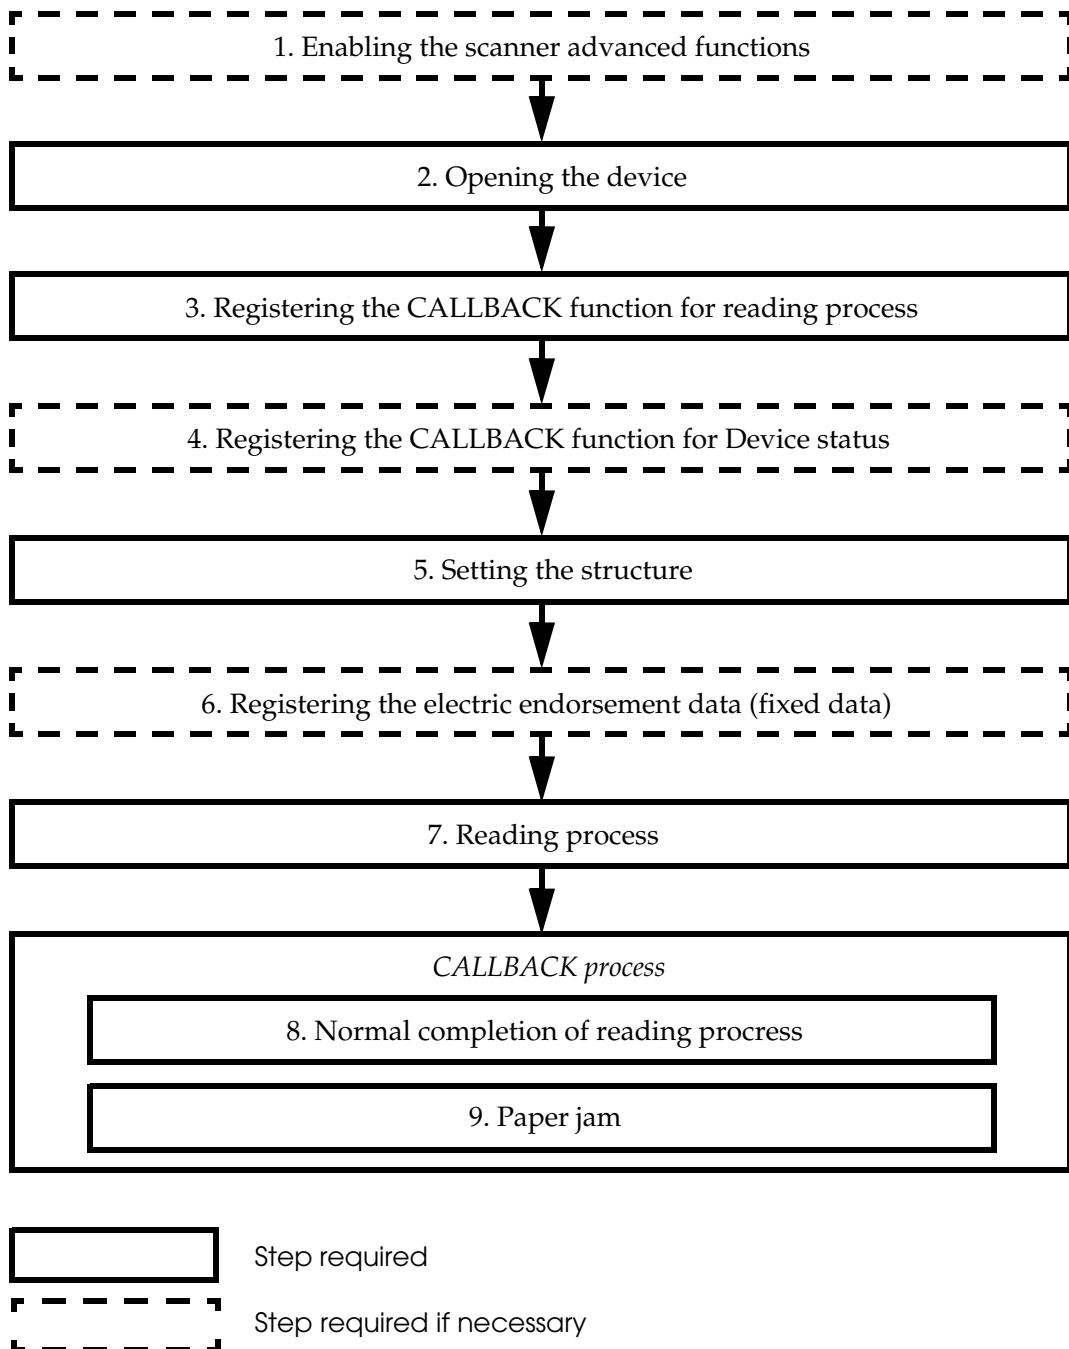 1. Enabling the scanner advanced functions
2. Opening the device
3. Registering the CALLBACK function for reading process
4. Registering the CALLBACK function for Device status
5. Setting the structure
6. Registering the electric endorsement data (fixed data)
7. Reading process
CALLBACK process
8. Normal completion of reading procress
9. Paper jam
Step required
Step required if necessary